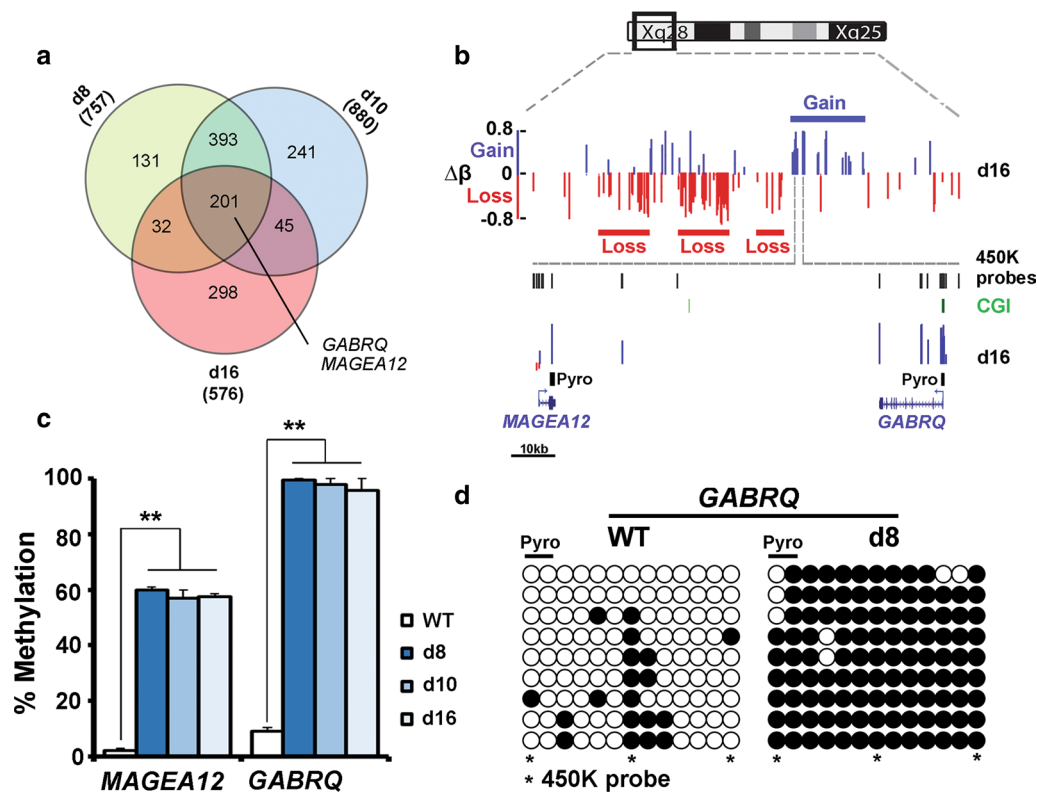 a
d8
(757)
d10
(880)
131
393
241
201
32
45
298
GABRQ
MAGEA12
d16
(576)
b
Xq28
Xq25
Gain
0.8
Gain
Δβ
0
Loss
-0.8
d16
Loss
Loss
Loss
450K
probes
CGI
d16
Pyro
Pyro
MAGEA12
GABRQ
10kb
c
% Methylation
100
80
60
40
20
0
**
**
MAGEA12
GABRQ
WT
d8
d10
d16
d
GABRQ
WT
d8
Pyro
Pyro
* * *
* * *
* 450K probe